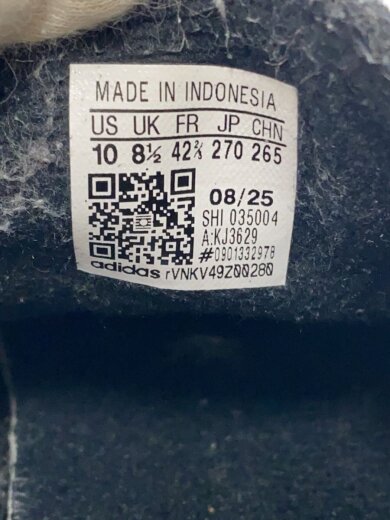 MADE IN INDONESIA
US UK FR JP CHN
10 8½ 42⅔ 270 265
08/25
SHI 035004
A:KJ3629
#0901332978
adidas rVNKV49Z00280